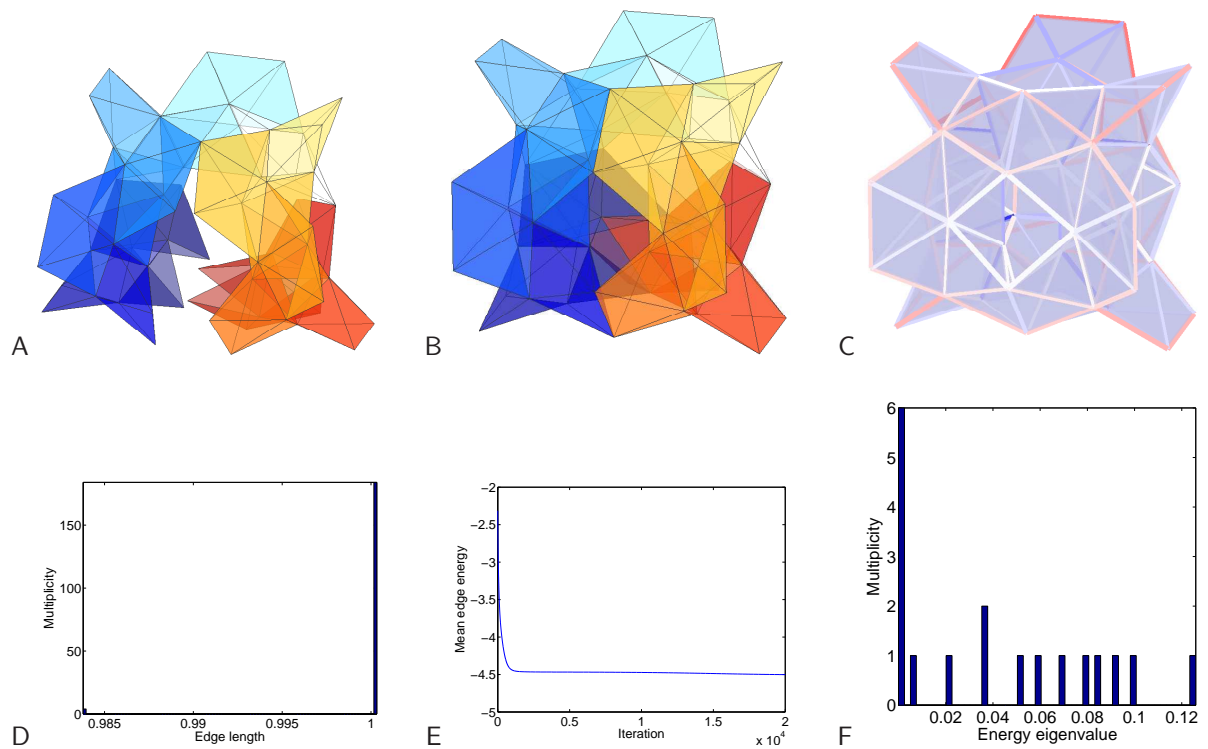 A
B
C
Multiplicity
150
100
50
0
0.985
0.99
0.995
1
Edge length
D
Mean edge energy
−2
−2.5
−3
−3.5
−4
−4.5
−5
0
0.5
1
1.5
2
x 10⁴
Iteration
E
Multiplicity
6
5
4
3
2
1
0
0.02
0.04
0.06
0.08
0.1
0.12
Energy eigenvalue
F